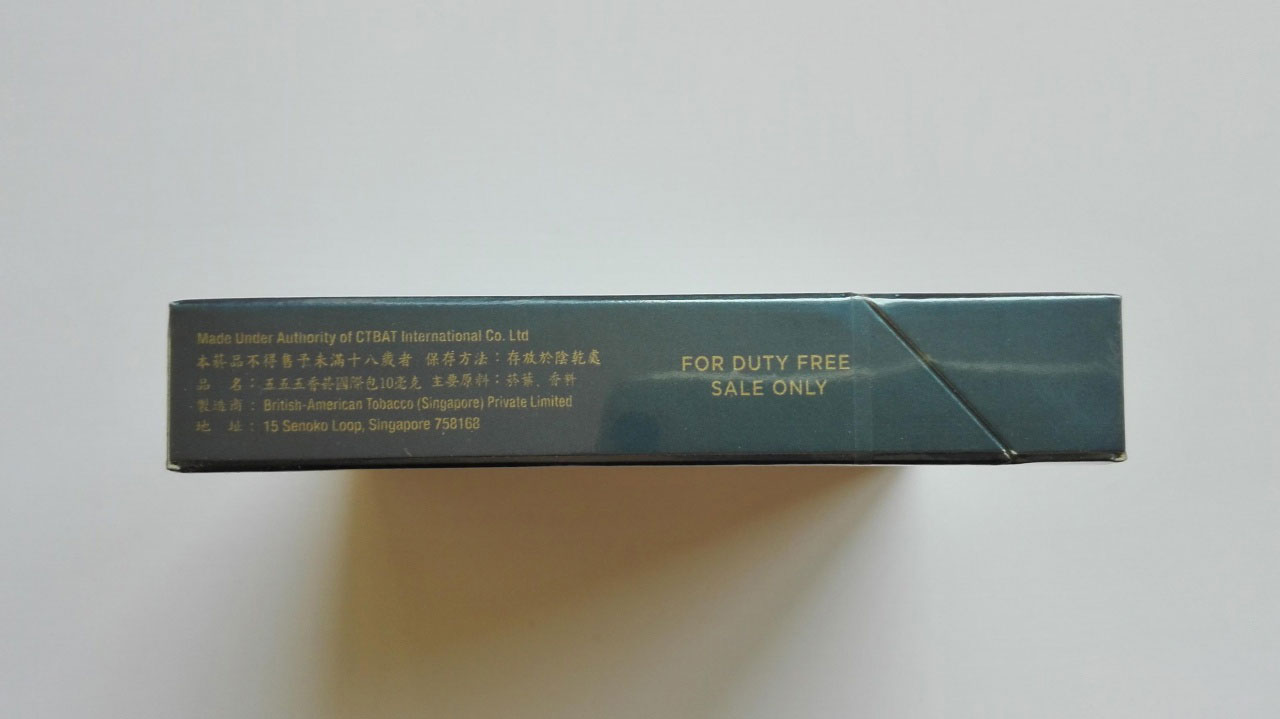 Made Under Authority of CTBAT International Co. Ltd
本菸品不得售予未滿十八歲者 保存方法：存放於陰乾處
品 名：五五五香菸國際包10毫克 主要原料：菸葉、香料
製造商：British-American Tobacco (Singapore) Private Limited
地 址：15 Senoko Loop, Singapore 758168
FOR DUTY FREE
SALE ONLY